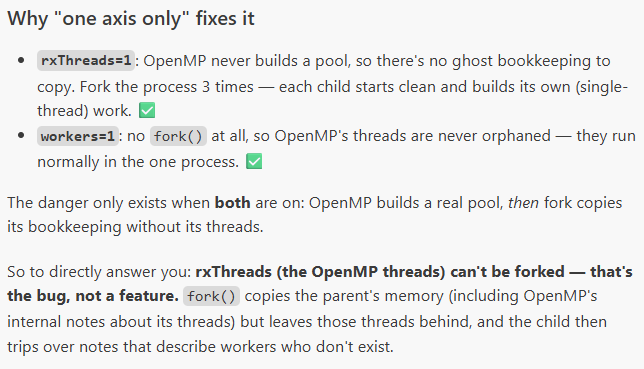 Why "one axis only" fixes it
• rxThreads=1: OpenMP never builds a pool, so there's no ghost bookkeeping to
copy. Fork the process 3 times — each child starts clean and builds its own (single-
thread) work. ✅
• workers=1: no fork() at all, so OpenMP's threads are never orphaned — they run
normally in the one process. ✅
The danger only exists when both are on: OpenMP builds a real pool, then fork copies
its bookkeeping without its threads.
So to directly answer you: rxThreads (the OpenMP threads) can't be forked — that's
the bug, not a feature. fork() copies the parent's memory (including OpenMP's
internal notes about its threads) but leaves those threads behind, and the child then
trips over notes that describe workers who don't exist.